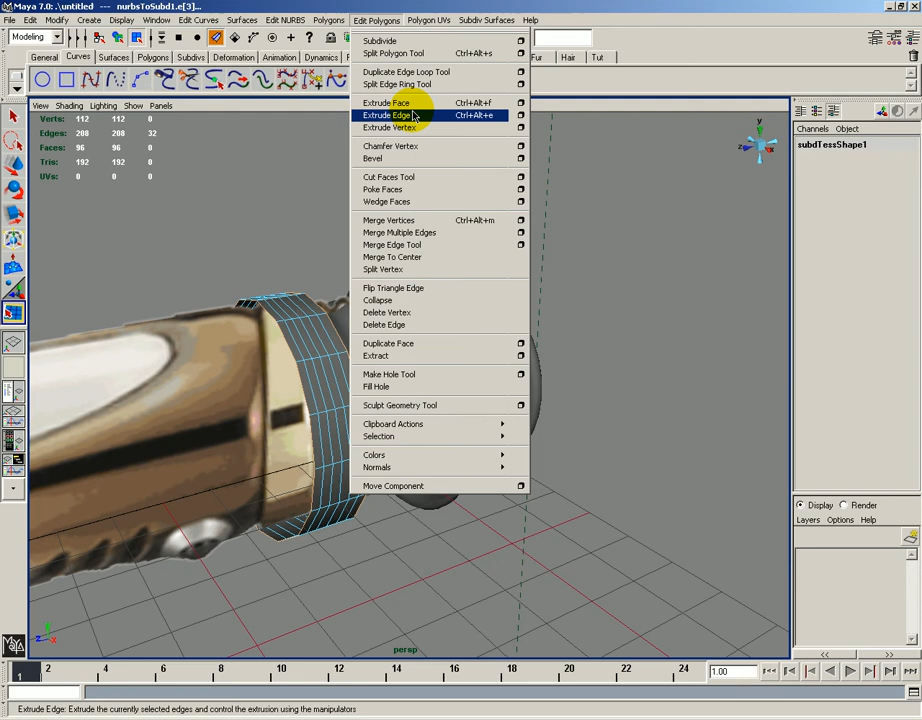 Maya 7.0: .\untitled --- nurbsToSubd1.e[3]...
File Edit Modify Create Display Window Edit Curves Surfaces Edit NURBS Polygons Edit Polygons Polygon UVs Subdiv Surfaces Help
Modeling
General Curves Surfaces Polygons Subdivs Deformation Animation Dynamics Fur Hair Tut
View Shading Lighting Show Panels
Verts: 112 112 0
Edges: 208 208 32
Faces: 96 96 0
Tris: 192 192 0
UVs: 0 0 0
Subdivide
Split Polygon Tool Ctrl+Alt+s
Duplicate Edge Loop Tool
Split Edge Ring Tool
Extrude Face Ctrl+Alt+f
Extrude Edge Ctrl+Alt+e
Extrude Vertex
Chamfer Vertex
Bevel
Cut Faces Tool
Poke Faces
Wedge Faces
Merge Vertices Ctrl+Alt+m
Merge Multiple Edges
Merge Edge Tool
Merge To Center
Split Vertex
Flip Triangle Edge
Collapse
Delete Vertex
Delete Edge
Duplicate Face
Extract
Make Hole Tool
Fill Hole
Sculpt Geometry Tool
Clipboard Actions
Selection
Colors
Normals
Move Component
y
z x
Channels Object
subdTessShape1
Display Render
Layers Options Help
y
z x
persp
1 2 4 6 8 10 12 14 16 18 20 22 24 1.00
Extrude Edge: Extrude the currently selected edges and control the extrusion using the manipulators